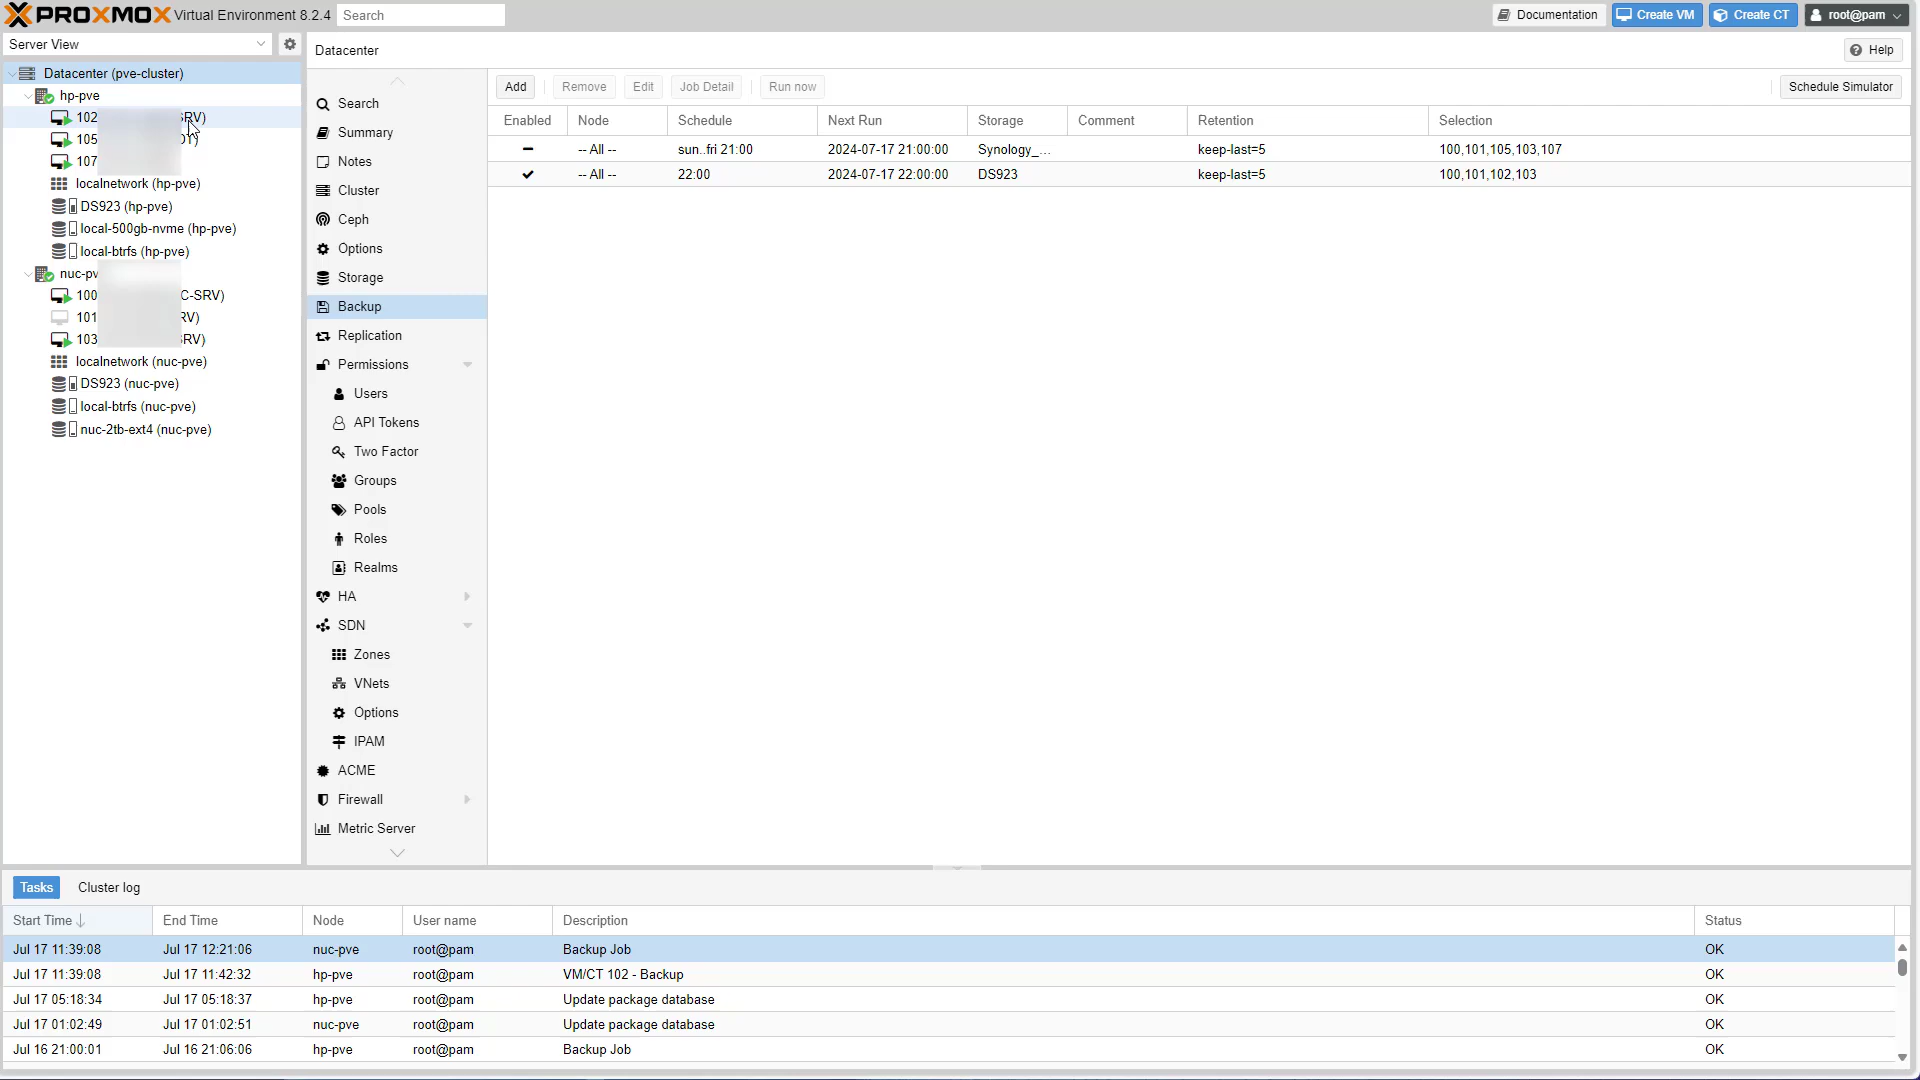 PROXMOX Virtual Environment 8.2.4 Search
Documentation Create VM Create CT root@pam
Server View
Datacenter (pve-cluster)
hp-pve
102 SRV)
105
107
localnetwork (hp-pve)
DS923 (hp-pve)
local-500gb-nvme (hp-pve)
local-btrfs (hp-pve)
nuc-pv
100 C-SRV)
101 RV)
103 SRV)
localnetwork (nuc-pve)
DS923 (nuc-pve)
local-btrfs (nuc-pve)
nuc-2tb-ext4 (nuc-pve)
Datacenter
Help
Search
Summary
Notes
Cluster
Ceph
Options
Storage
Backup
Replication
Permissions
Users
API Tokens
Two Factor
Groups
Pools
Roles
Realms
HA
SDN
Zones
VNets
Options
IPAM
ACME
Firewall
Metric Server
Add Remove Edit Job Detail Run now Schedule Simulator
Enabled Node Schedule Next Run Storage Comment Retention Selection
-- All -- sun..fri 21:00 2024-07-17 21:00:00 Synology_... keep-last=5 100,101,105,103,107
-- All -- 22:00 2024-07-17 22:00:00 DS923 keep-last=5 100,101,102,103
Tasks Cluster log
Start Time End Time Node User name Description Status
Jul 17 11:39:08 Jul 17 12:21:06 nuc-pve root@pam Backup Job OK
Jul 17 11:39:08 Jul 17 11:42:32 hp-pve root@pam VM/CT 102 - Backup OK
Jul 17 05:18:34 Jul 17 05:18:37 hp-pve root@pam Update package database OK
Jul 17 01:02:49 Jul 17 01:02:51 nuc-pve root@pam Update package database OK
Jul 16 21:00:01 Jul 16 21:06:06 hp-pve root@pam Backup Job OK